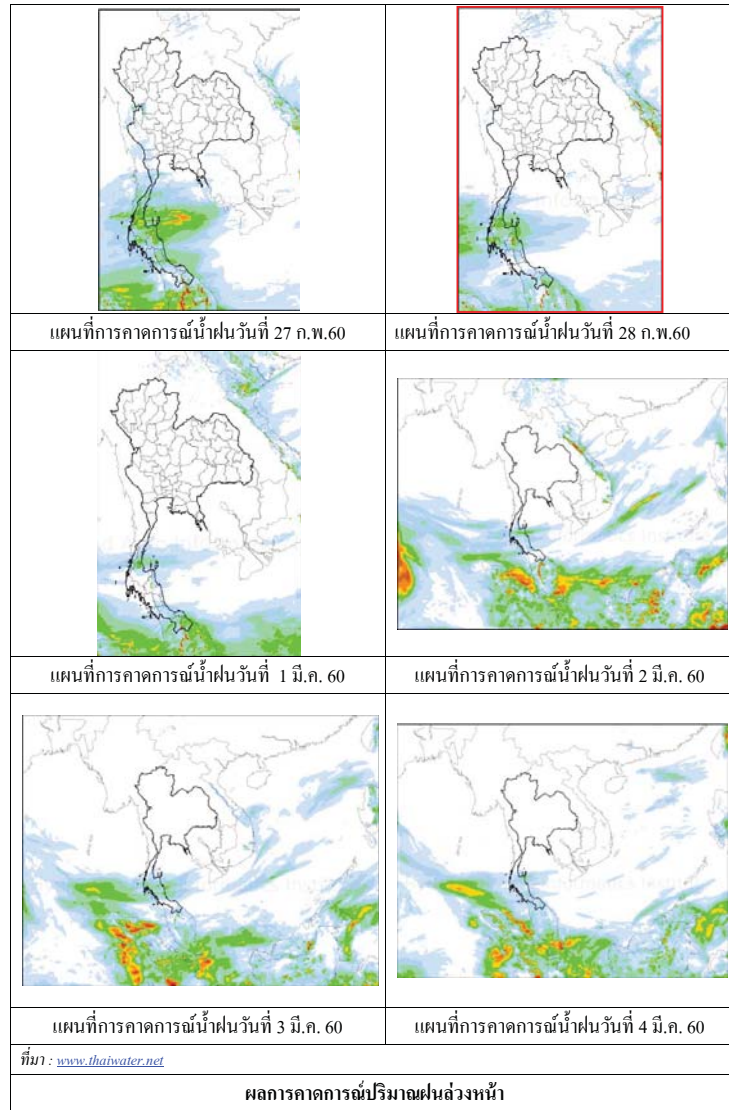 แผนที่การคาดการณ์น้ำฝนวันที่ 27 ก.พ.60
แผนที่การคาดการณ์น้ำฝนวันที่ 28 ก.พ.60
แผนที่การคาดการณ์น้ำฝนวันที่ 1 มี.ค. 60
แผนที่การคาดการณ์น้ำฝนวันที่ 2 มี.ค. 60
แผนที่การคาดการณ์น้ำฝนวันที่ 3 มี.ค. 60
แผนที่การคาดการณ์น้ำฝนวันที่ 4 มี.ค. 60
ที่มา : www.thaiwater.net
ผลการคาดการณ์ปริมาณฝนล่วงหน้า